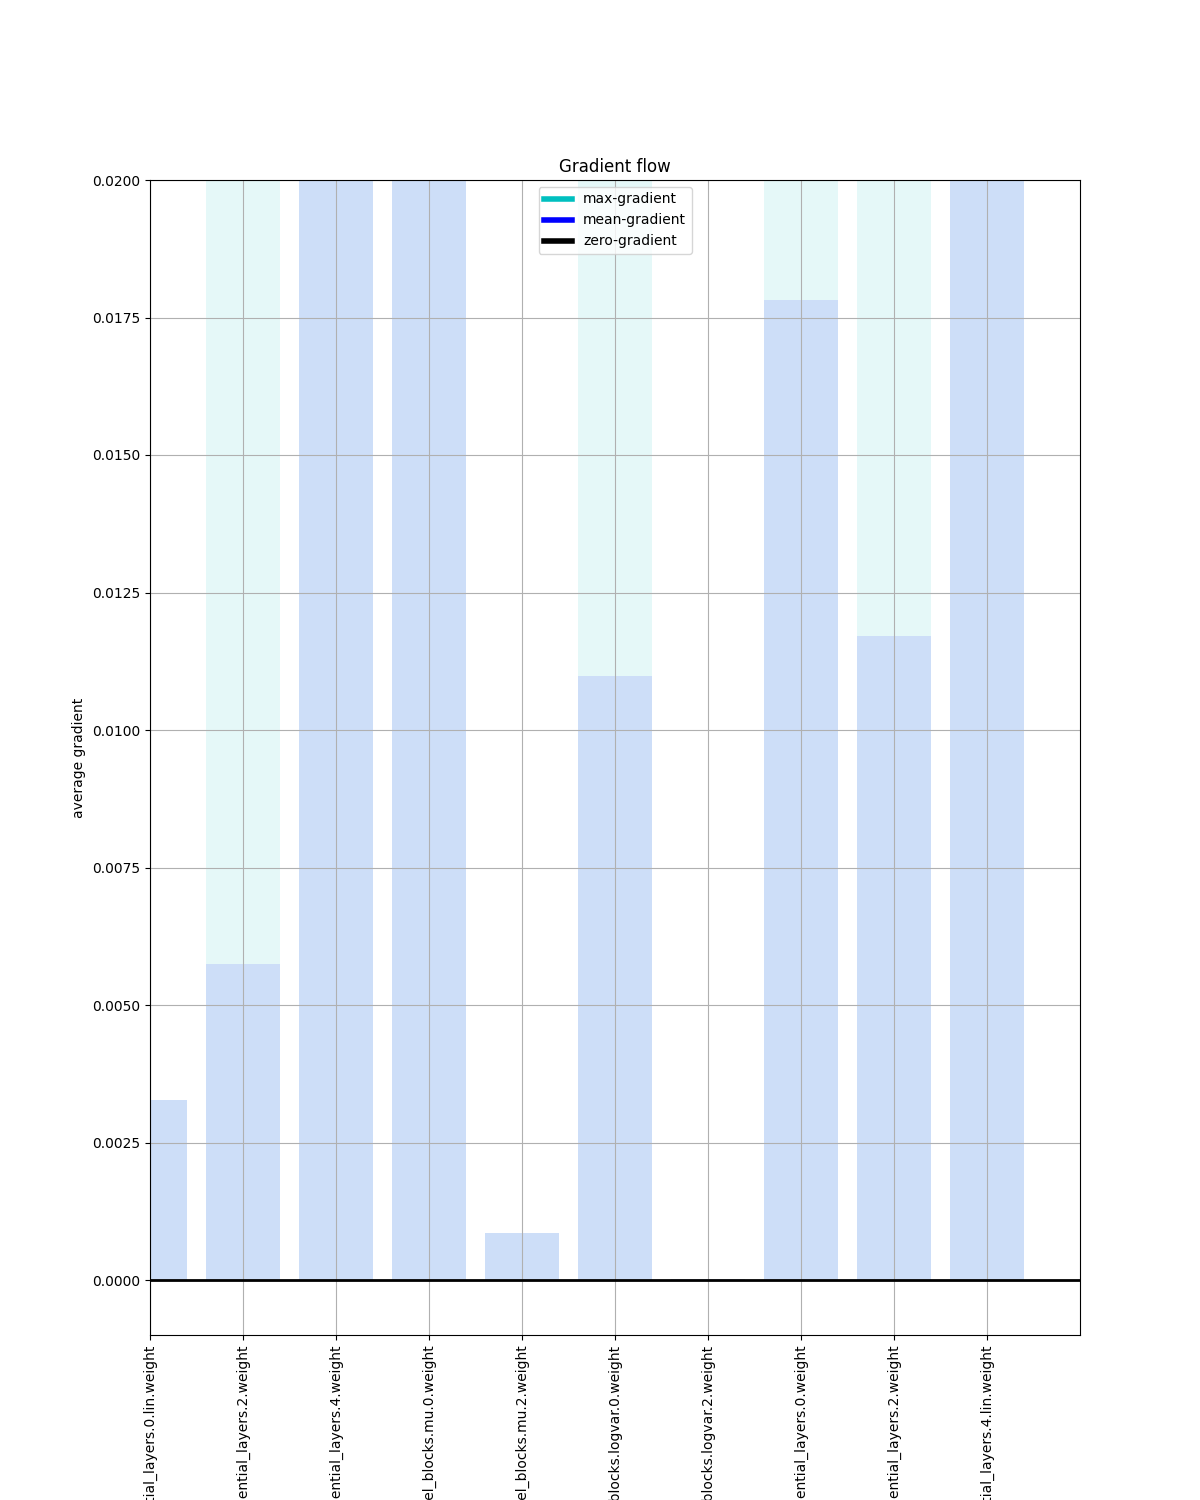 Gradient flow
max-gradient
mean-gradient
zero-gradient
0.0200
0.0175
0.0150
0.0125
0.0100
0.0075
0.0050
0.0025
0.0000
average gradient
tial_layers.0.lin.weight
ential_layers.2.weight
ential_layers.4.weight
el_blocks.mu.0.weight
el_blocks.mu.2.weight
blocks.logvar.0.weight
blocks.logvar.2.weight
ential_layers.0.weight
ential_layers.2.weight
tial_layers.4.lin.weight